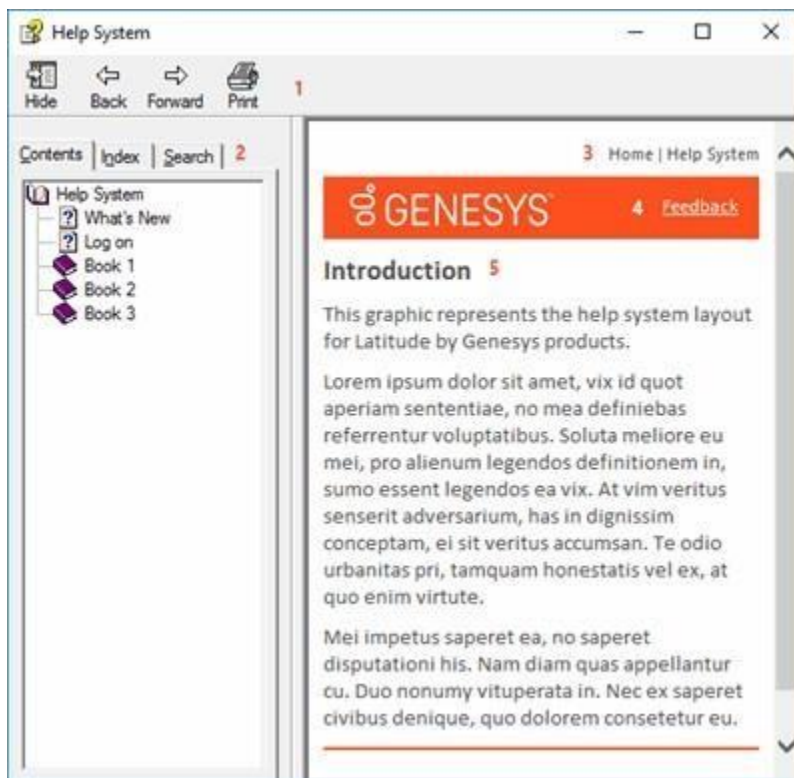 Help System
Hide Back Forward Print 1
Contents Index Search 2
Help System
What's New
Log on
Book 1
Book 2
Book 3
3 Home | Help System
GENESYS™ 4 Feedback
Introduction 5
This graphic represents the help system layout
for Latitude by Genesys products.
Lorem ipsum dolor sit amet, vix id quot
aperiam sententiae, no mea definiebas
referrentur voluptatibus. Soluta meliore eu
mei, pro alienum legendos definitionem in,
sumo essent legendos ea vix. At vim veritus
senserit adversarium, has in dignissim
conceptam, ei sit veritus accumsan. Te odio
urbanitas pri, tamquam honestatis vel ex, at
quo enim virtute.
Mei impetus saperet ea, no saperet
disputationi his. Nam diam quas appellantur
cu. Duo nonumy vituperata in. Nec ex saperet
civibus denique, quo dolorem consetetur eu.